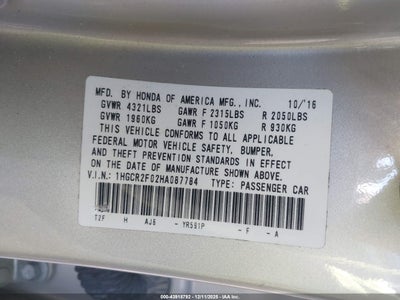 MFD. BY HONDA OF AMERICA MFG., INC. 10/'16
GVWR 4321LBS GAWR F 2315LBS R 2050LBS
GVWR 1960KG GAWR F 1050KG R 930KG
THIS VEHICLE CONFORMS TO ALL APPLICABLE
FEDERAL MOTOR VEHICLE SAFETY, BUMPER,
AND THEFT PREVENTION STANDARDS IN EFFECT
ON THE DATE OF MANUFACTURE SHOWN ABOVE.
V.I.N.: 1HGCR2F02HA087784 TYPE: PASSENGER CAR
T2F H AJ6 - YR591P - F - A
000-43918792 - 12/11/2025 - IAA